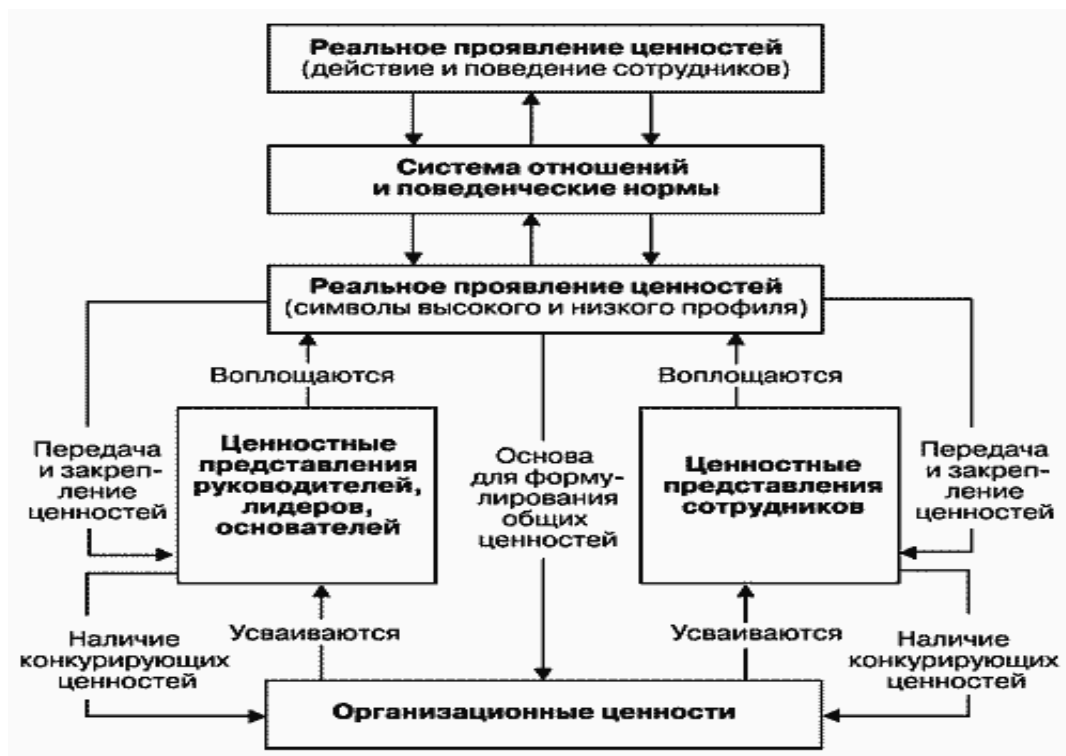 Реальное проявление ценностей
(действие и поведение сотрудников)
Система отношений
и поведенческие нормы
Реальное проявление ценностей
(символы высокого и низкого профиля)
Воплощаются
Воплощаются
Передача
и закреп-
ление
ценностей
Ценностные
представления
руководителей,
лидеров,
основателей
Основа
для форму-
лирования
общих
ценностей
Ценностные
представления
сотрудников
Передача
и закреп-
ление
ценностей
Наличие
конкурирующих
ценностей
Усваиваются
Усваиваются
Наличие
конкурирующих
ценностей
Организационные ценности